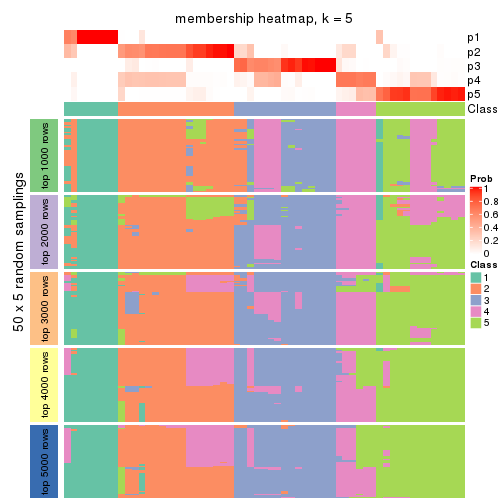 membership heatmap, k = 5
p1
p2
p3
p4
p5
Class
50 x 5 random samplings
top 1000 rows
top 2000 rows
top 3000 rows
top 4000 rows
top 5000 rows
Prob
1
0.8
0.6
0.4
0.2
0
Class
1
2
3
4
5